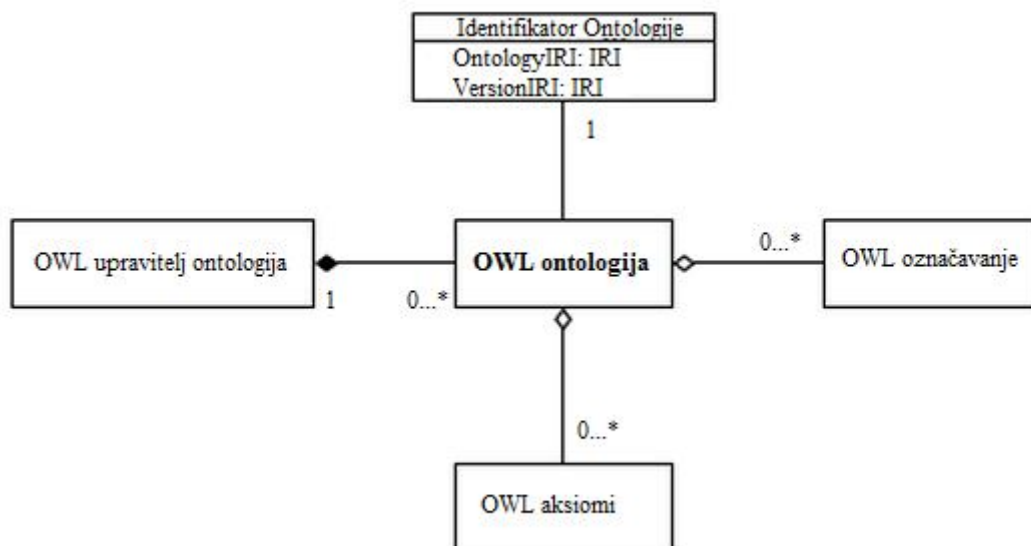 Identifikator Ontologije
OntologyIRI: IRI
VersionIRI: IRI
1
OWL upravitelj ontologija
1
0...*
OWL ontologija
0...*
OWL označavanje
0...*
OWL aksiomi